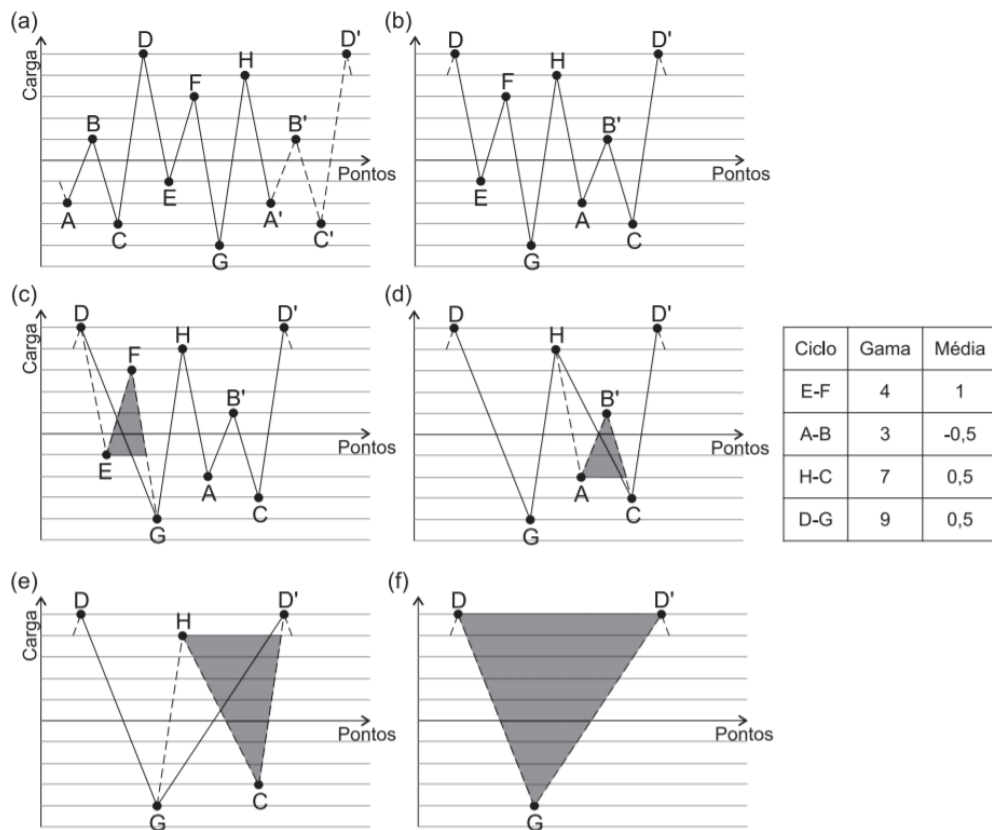 (a)
Carga
D
D'
H
F
B
B'
Pontos
A
E
A'
C
C'
G
(b)
D
D'
H
F
B'
Pontos
E
A
C
G
(c)
Carga
D
D'
H
F
B'
Pontos
E
A
C
G
(d)
D
D'
H
B'
Pontos
A
C
G
Ciclo Gama Média
E-F 4 1
A-B 3 -0,5
H-C 7 0,5
D-G 9 0,5
(e)
Carga
D
D'
H
Pontos
C
G
(f)
D
D'
Pontos
G